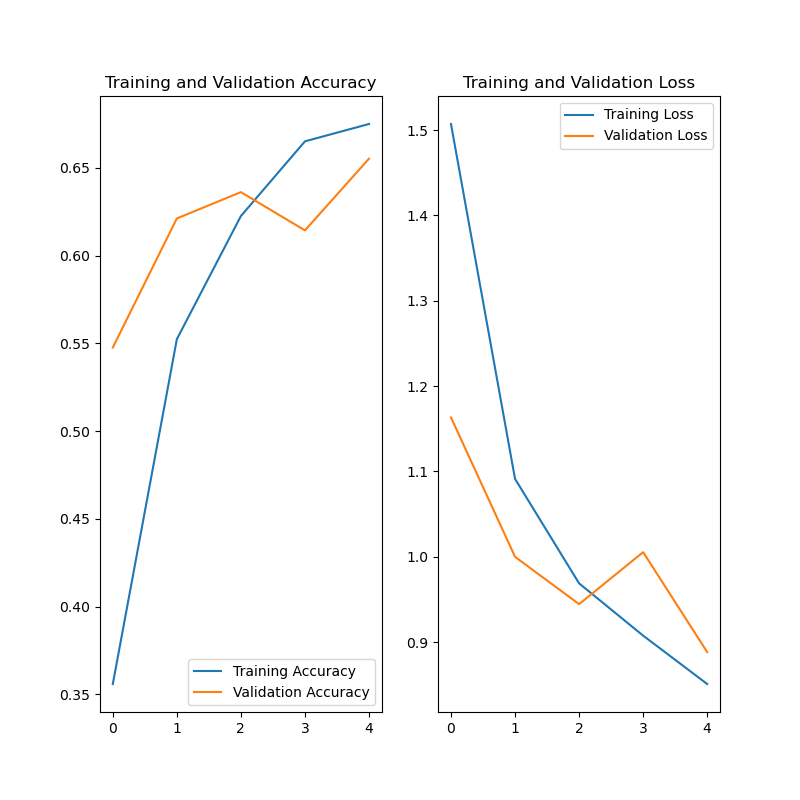 Training and Validation Accuracy
0.65
0.60
0.55
0.50
0.45
0.40
0.35
0 1 2 3 4
Training Accuracy
Validation Accuracy
Training and Validation Loss
1.5
1.4
1.3
1.2
1.1
1.0
0.9
0 1 2 3 4
Training Loss
Validation Loss